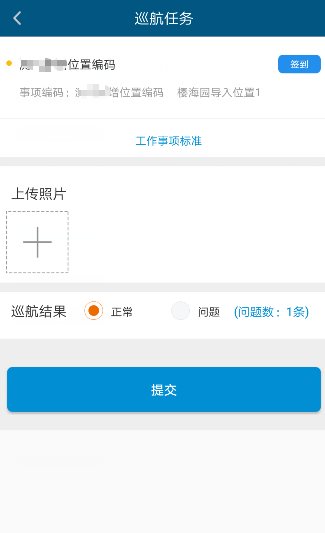 巡航任务
位置编码
签到
事项编码：增位置编码 樱海园导入位置1
工作事项标准
上传照片
巡航结果 正常 问题 (问题数：1条)
提交